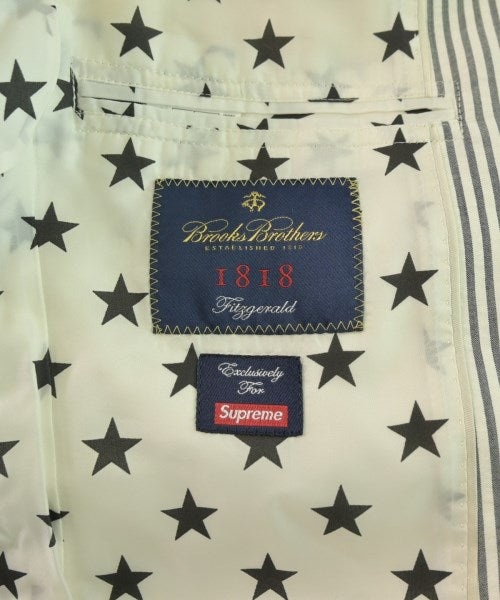 Brooks Brothers
ESTABLISHED 1818
1818
Fitzgerald
Exclusively
For
Supreme